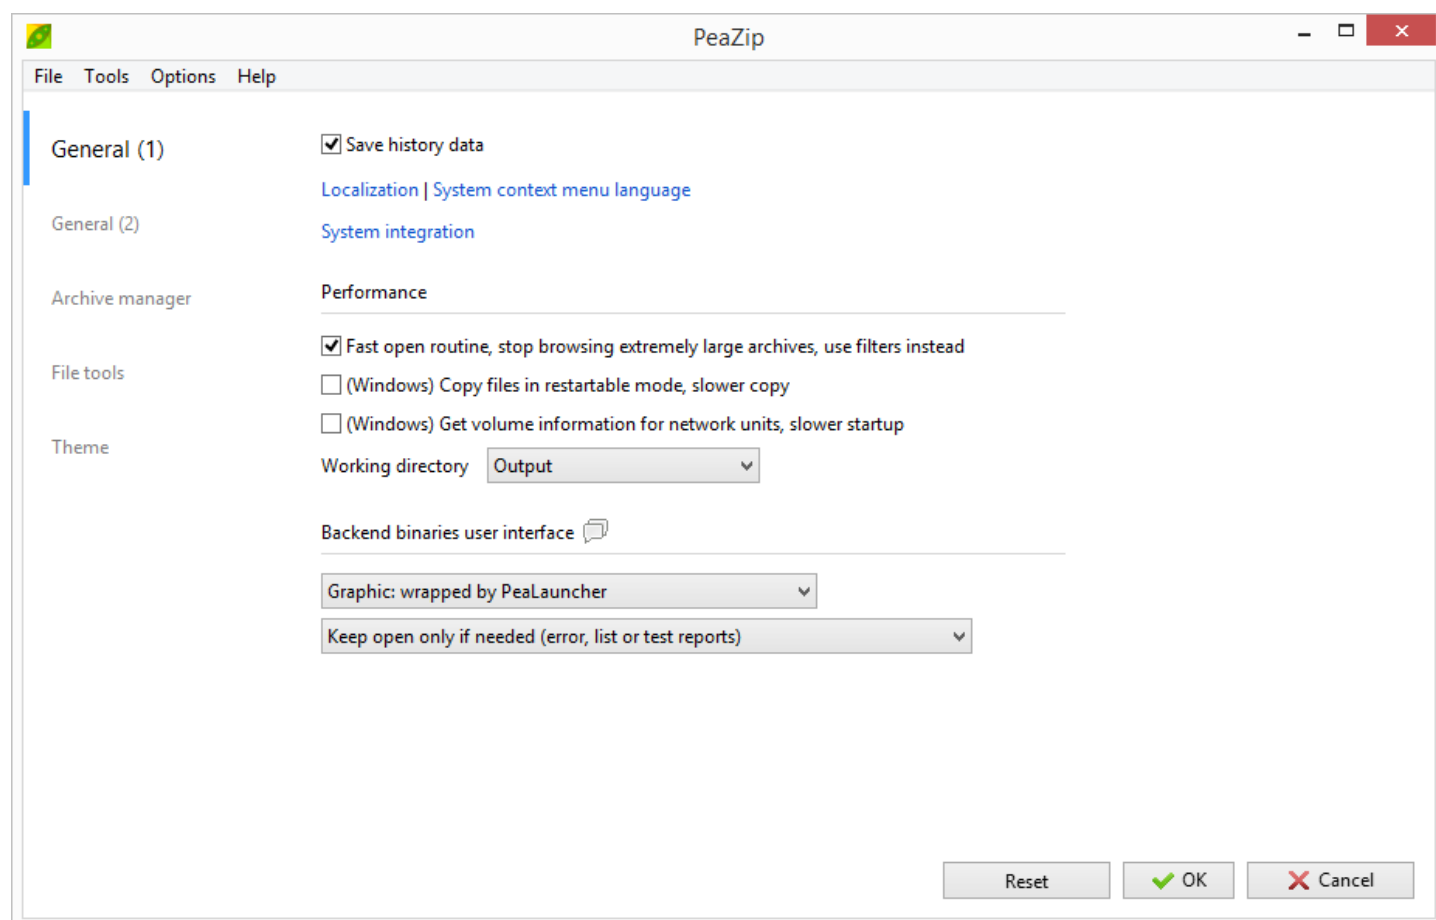 PeaZip
File Tools Options Help
General (1)
General (2)
Archive manager
File tools
Theme
Save history data
Localization | System context menu language
System integration
Performance
Fast open routine, stop browsing extremely large archives, use filters instead
(Windows) Copy files in restartable mode, slower copy
(Windows) Get volume information for network units, slower startup
Working directory Output
Backend binaries user interface
Graphic: wrapped by PeaLauncher
Keep open only if needed (error, list or test reports)
Reset OK Cancel